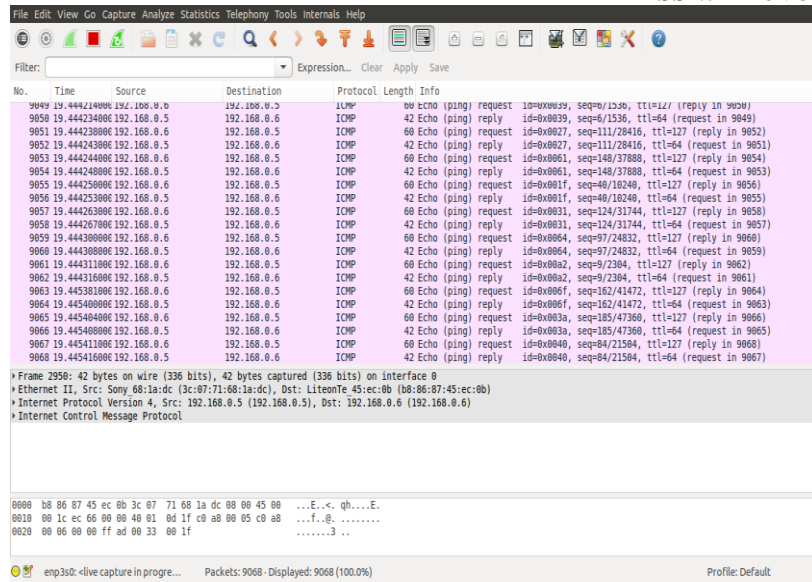 File Edit View Go Capture Analyze Statistics Telephony Tools Internals Help
Filter: Expression... Clear Apply Save
No. Time Source Destination Protocol Length Info
9049 19.444214000 192.168.0.6 192.168.0.5 ICMP 60 Echo (ping) request id=0x0039, seq=6/1536, ttl=127 (reply in 9050)
9050 19.444234000 192.168.0.5 192.168.0.6 ICMP 42 Echo (ping) reply id=0x0039, seq=6/1536, ttl=64 (request in 9049)
9051 19.444238000 192.168.0.6 192.168.0.5 ICMP 60 Echo (ping) request id=0x0027, seq=111/28416, ttl=127 (reply in 9052)
9052 19.444243000 192.168.0.5 192.168.0.6 ICMP 42 Echo (ping) reply id=0x0027, seq=111/28416, ttl=64 (request in 9051)
9053 19.444244000 192.168.0.6 192.168.0.5 ICMP 60 Echo (ping) request id=0x0061, seq=148/37888, ttl=127 (reply in 9054)
9054 19.444248000 192.168.0.5 192.168.0.6 ICMP 42 Echo (ping) reply id=0x0061, seq=148/37888, ttl=64 (request in 9053)
9055 19.444250000 192.168.0.6 192.168.0.5 ICMP 60 Echo (ping) request id=0x001f, seq=40/10240, ttl=127 (reply in 9056)
9056 19.444253000 192.168.0.5 192.168.0.6 ICMP 42 Echo (ping) reply id=0x001f, seq=40/10240, ttl=64 (request in 9055)
9057 19.444263000 192.168.0.6 192.168.0.5 ICMP 60 Echo (ping) request id=0x0031, seq=124/31744, ttl=127 (reply in 9058)
9058 19.444267000 192.168.0.5 192.168.0.6 ICMP 42 Echo (ping) reply id=0x0031, seq=124/31744, ttl=64 (request in 9057)
9059 19.444300000 192.168.0.6 192.168.0.5 ICMP 60 Echo (ping) request id=0x0064, seq=97/24832, ttl=127 (reply in 9060)
9060 19.444308000 192.168.0.5 192.168.0.6 ICMP 42 Echo (ping) reply id=0x0064, seq=97/24832, ttl=64 (request in 9059)
9061 19.444311000 192.168.0.6 192.168.0.5 ICMP 60 Echo (ping) request id=0x00a2, seq=9/2304, ttl=127 (reply in 9062)
9062 19.444316000 192.168.0.5 192.168.0.6 ICMP 42 Echo (ping) reply id=0x00a2, seq=9/2304, ttl=64 (request in 9061)
9063 19.445381000 192.168.0.6 192.168.0.5 ICMP 60 Echo (ping) request id=0x006f, seq=162/41472, ttl=127 (reply in 9064)
9064 19.445400000 192.168.0.5 192.168.0.6 ICMP 42 Echo (ping) reply id=0x006f, seq=162/41472, ttl=64 (request in 9063)
9065 19.445404000 192.168.0.6 192.168.0.5 ICMP 60 Echo (ping) request id=0x003a, seq=185/47360, ttl=127 (reply in 9066)
9066 19.445408000 192.168.0.5 192.168.0.6 ICMP 42 Echo (ping) reply id=0x003a, seq=185/47360, ttl=64 (request in 9065)
9067 19.445411000 192.168.0.6 192.168.0.5 ICMP 60 Echo (ping) request id=0x0040, seq=84/21504, ttl=127 (reply in 9068)
9068 19.445416000 192.168.0.5 192.168.0.6 ICMP 42 Echo (ping) reply id=0x0040, seq=84/21504, ttl=64 (request in 9067)
Frame 2950: 42 bytes on wire (336 bits), 42 bytes captured (336 bits) on interface 0
Ethernet II, Src: Sony_68:1a:dc (3c:07:71:68:1a:dc), Dst: LiteonTe_45:ec:0b (b8:86:87:45:ec:0b)
Internet Protocol Version 4, Src: 192.168.0.5 (192.168.0.5), Dst: 192.168.0.6 (192.168.0.6)
Internet Control Message Protocol
0000 b8 86 87 45 ec 0b 3c 07 71 68 1a dc 08 00 45 00 ...E..<. qh....E.
0010 00 1c ec 66 00 00 40 01 0d 1f c0 a8 00 05 c0 a8 ...f..@. ........
0020 00 06 00 00 ff ad 00 33 00 1f .......3 ..
enp3s0: <live capture in progre... Packets: 9068 · Displayed: 9068 (100.0%) Profile: Default